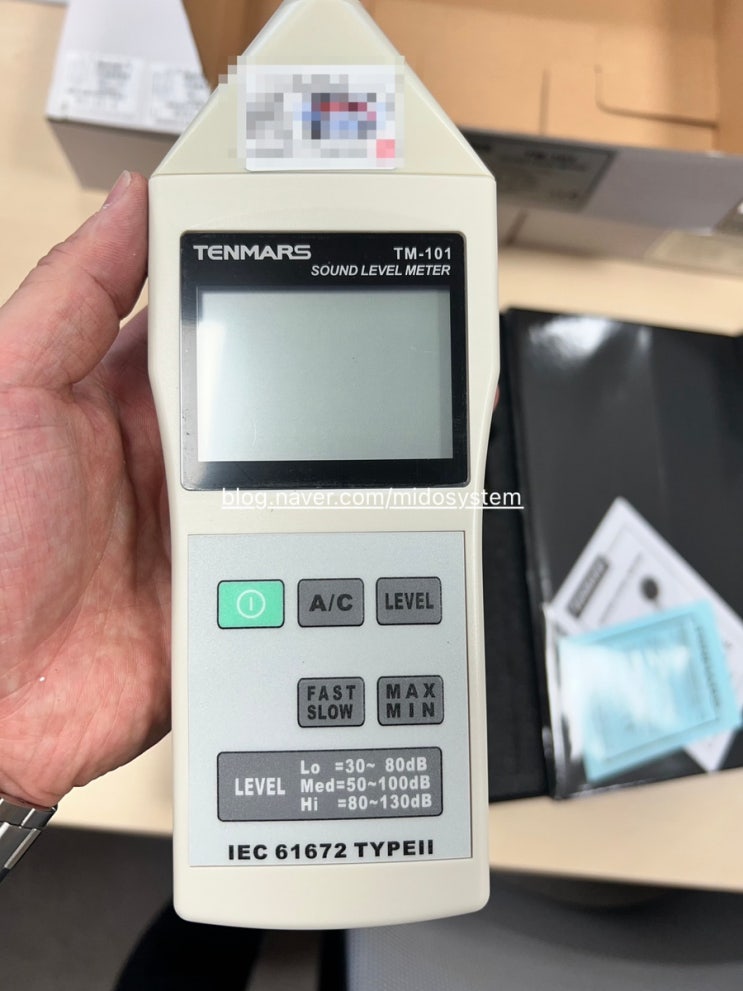 TENMARS
TM-101
SOUND LEVEL METER
blog.naver.com/midosystem
A/C
LEVEL
FAST
SLOW
MAX
MIN
LEVEL
Lo =30~ 80dB
Med=50~100dB
Hi =80~130dB
IEC 61672 TYPEII